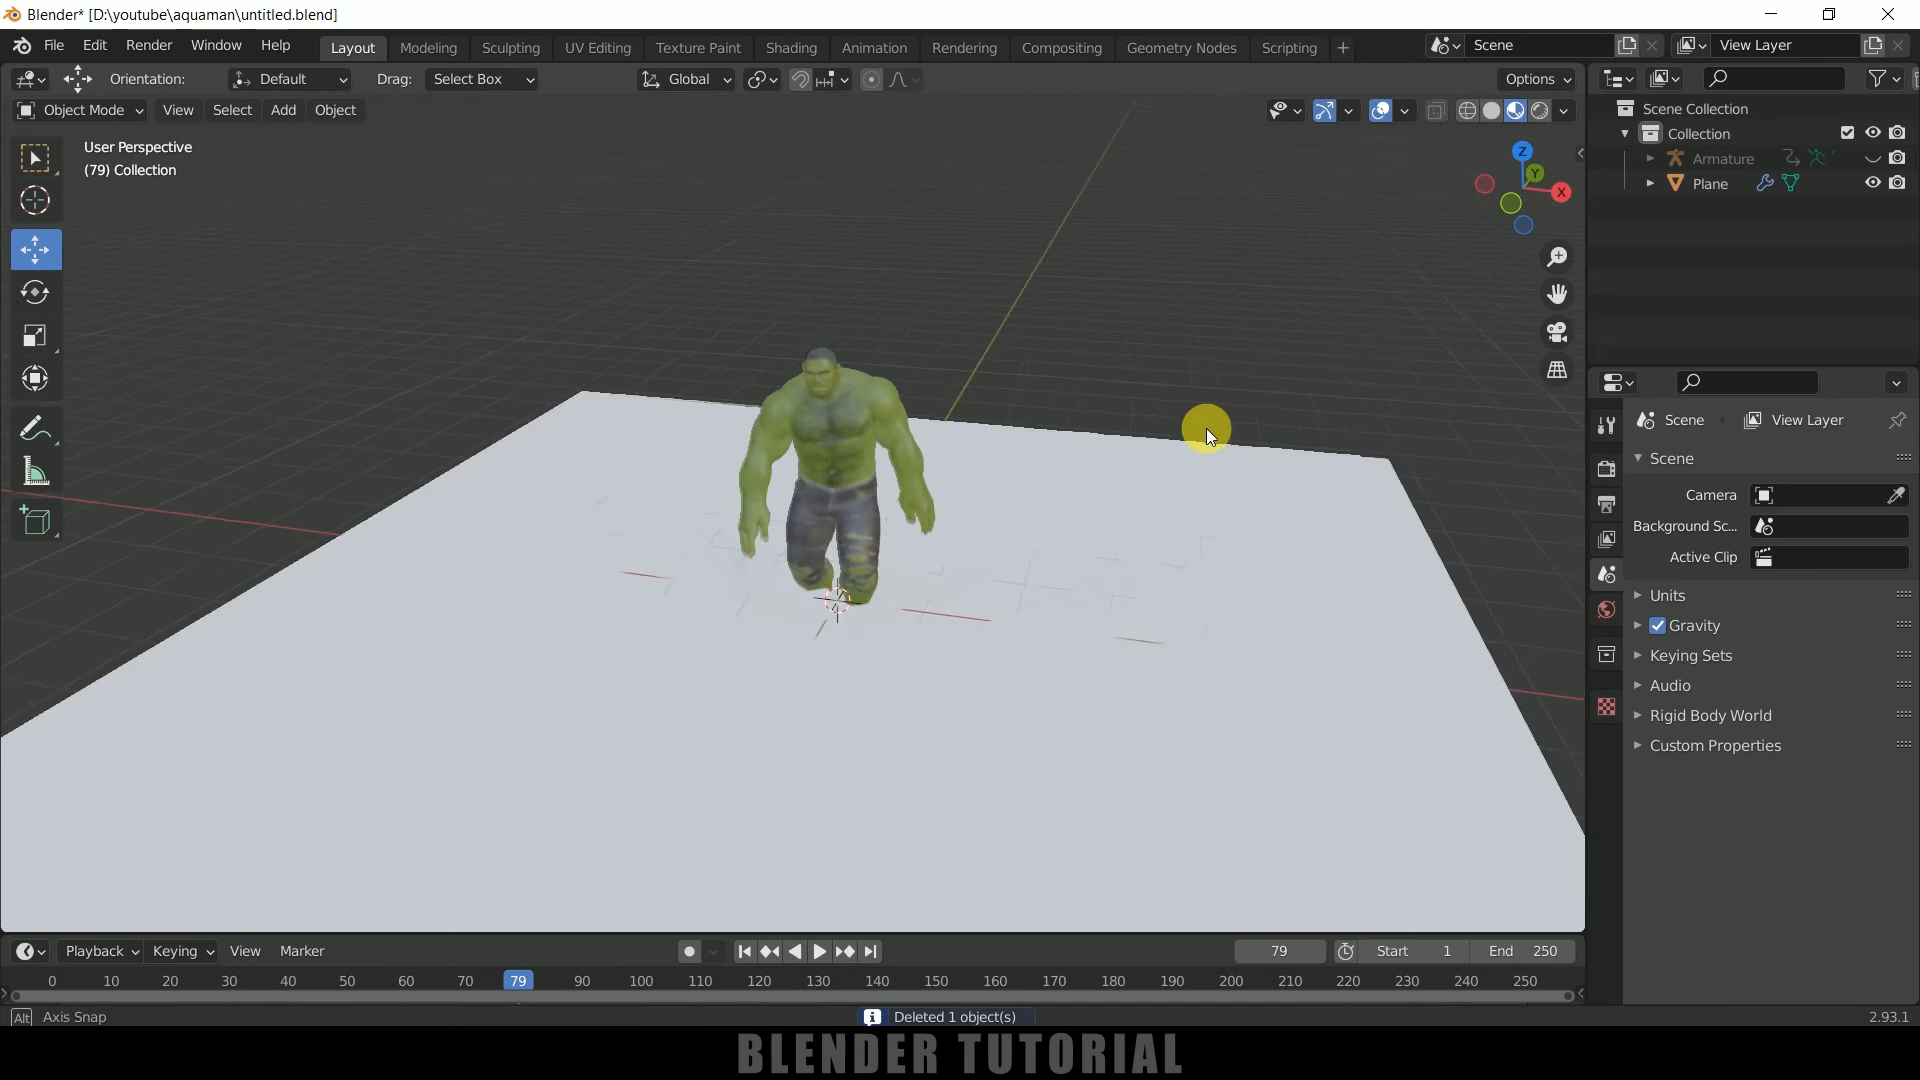 Blender* [D:\youtube\aquaman\untitled.blend]
File Edit Render Window Help Layout Modeling Sculpting UV Editing Texture Paint Shading Animation Rendering Compositing Geometry Nodes Scripting + Scene View Layer
Orientation: Default Drag: Select Box Global Options
Object Mode View Select Add Object
User Perspective
(79) Collection
Z
Y
X
Scene Collection
Collection
Armature
Plane
Scene View Layer
Scene
Camera
Background Sc...
Active Clip
Units
Gravity
Keying Sets
Audio
Rigid Body World
Custom Properties
Playback Keying View Marker 79 Start 1 End 250
0 10 20 30 40 50 60 70 79 90 100 110 120 130 140 150 160 170 180 190 200 210 220 230 240 250
Alt Axis Snap Deleted 1 object(s) 2.93.1
BLENDER TUTORIAL